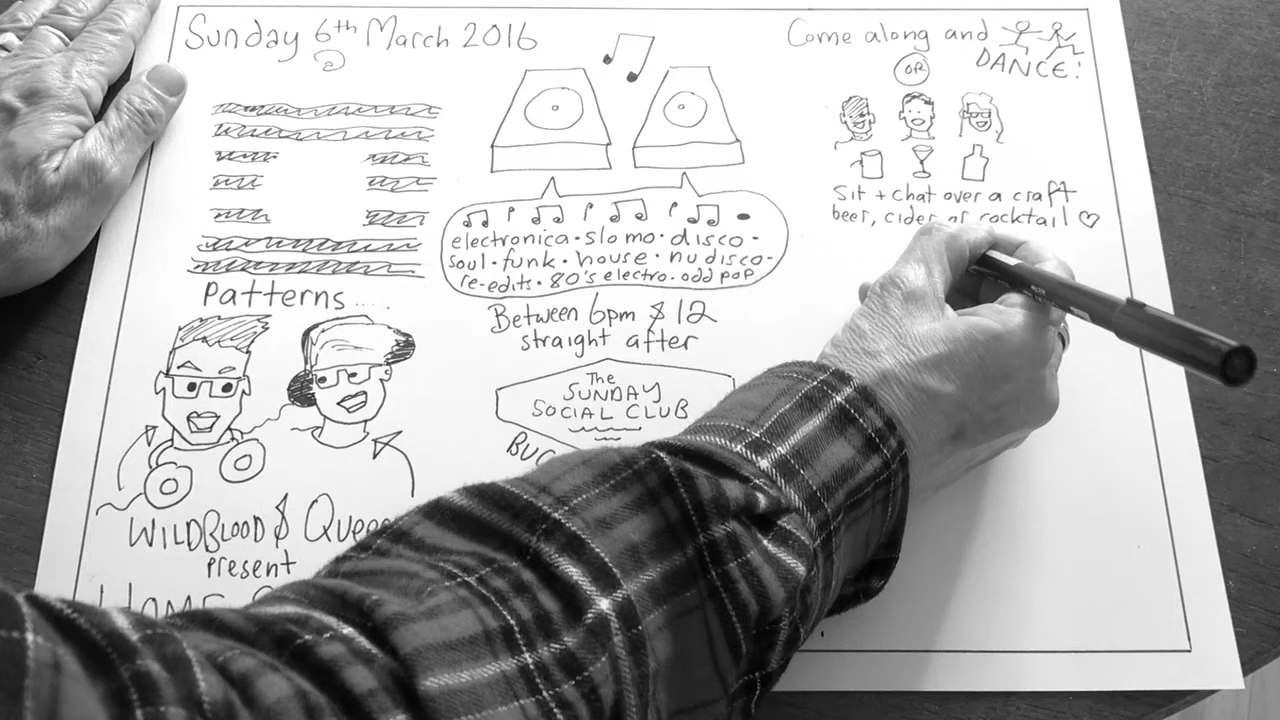 Sunday 6th March 2016
@
Patterns....
WILDBLOOD &
present
electronica · slo mo · disco ·
soul · funk · house · nu disco ·
re-edits · 80's electro · odd pop
Between 6pm & 12
straight after
The
SUNDAY
SOCIAL CLUB
Come along and
DANCE!
OR
Sit + chat over a craft
beer, cider or cocktail ♡